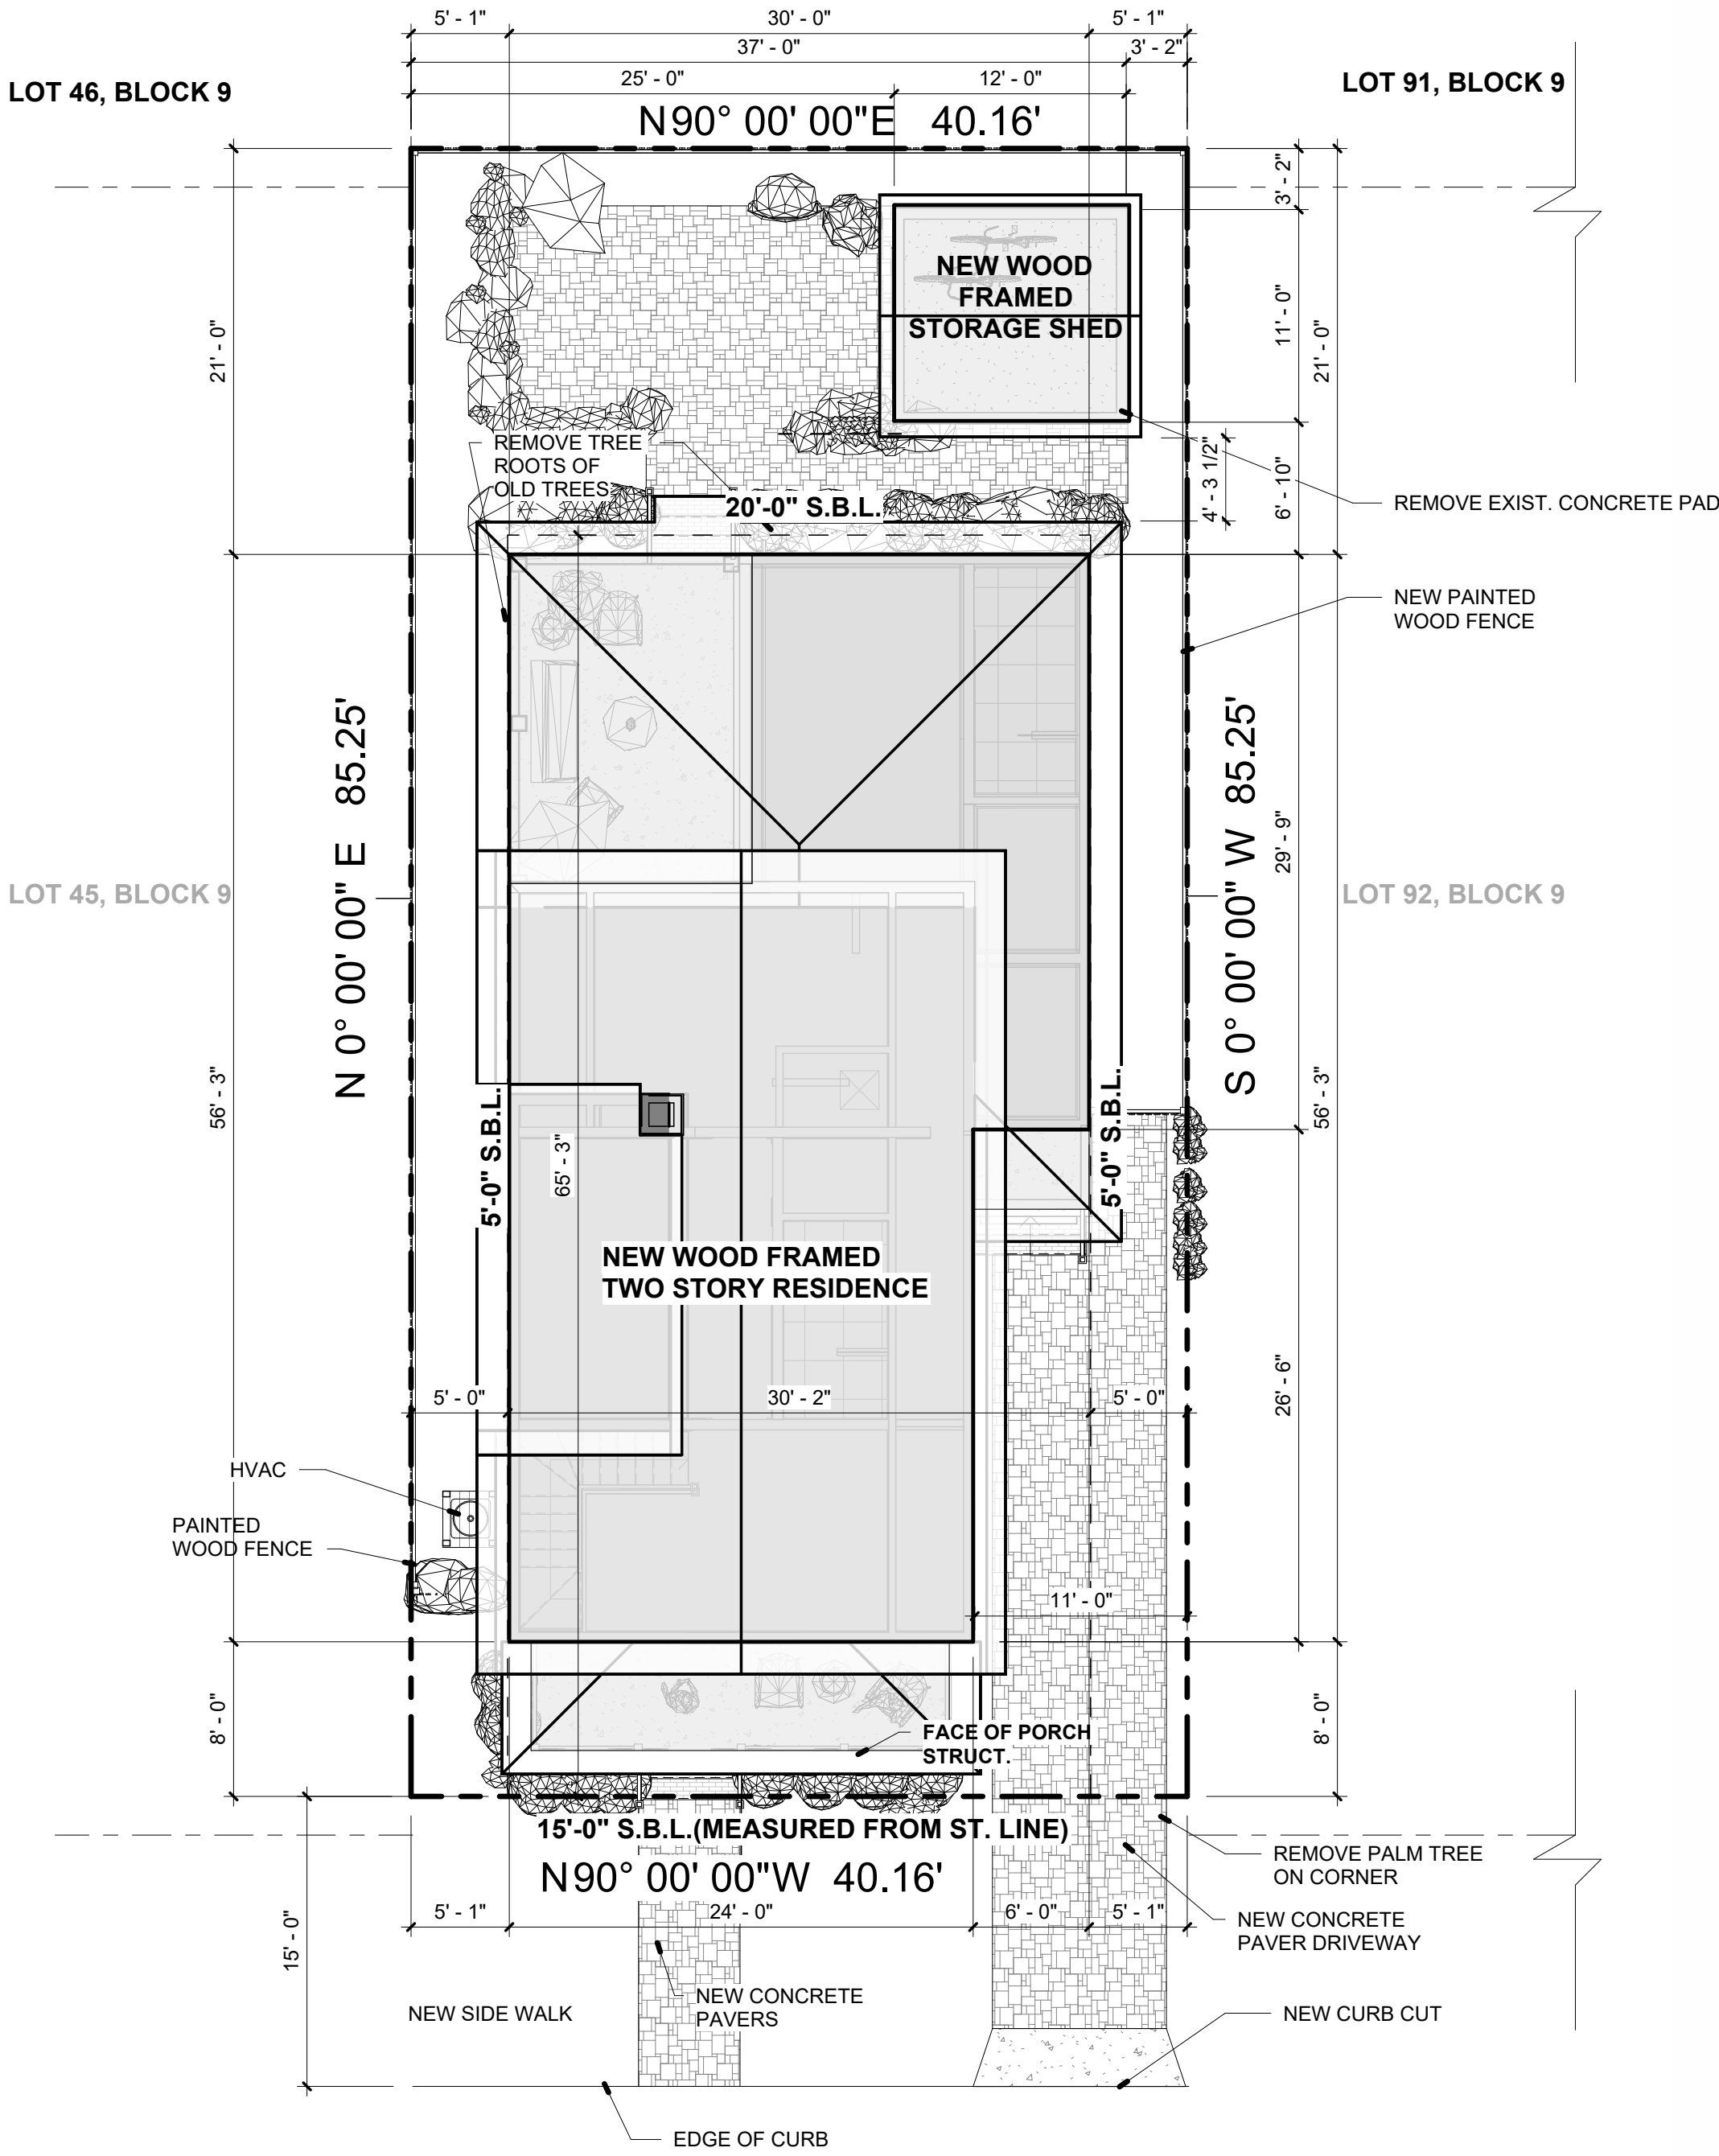 5' - 1" 30' - 0" 5' - 1"
37' - 0" 3' - 2"
25' - 0" 12' - 0"
LOT 46, BLOCK 9
LOT 91, BLOCK 9
N90° 00' 00"E 40.16'
3' - 2"
NEW WOOD
FRAMED
STORAGE SHED
11' - 0"
21' - 0"
21' - 0"
REMOVE TREE
ROOTS OF
OLD TREES
20'-0" S.B.L.
4' - 3 1/2"
6' - 10"
REMOVE EXIST. CONCRETE PAD
NEW PAINTED
WOOD FENCE
N 0° 00' 00" E 85.25'
S 0° 00' 00" W 85.25'
29' - 9"
LOT 45, BLOCK 9
LOT 92, BLOCK 9
56' - 3"
5'-0" S.B.L.
65' - 3"
5'-0" S.B.L.
56' - 3"
NEW WOOD FRAMED
TWO STORY RESIDENCE
26' - 6"
5' - 0" 30' - 2" 5' - 0"
HVAC
PAINTED
WOOD FENCE
11' - 0"
8' - 0"
FACE OF PORCH
STRUCT.
8' - 0"
15'-0" S.B.L.(MEASURED FROM ST. LINE)
N90° 00' 00"W 40.16'
REMOVE PALM TREE
ON CORNER
5' - 1" 24' - 0" 6' - 0" 5' - 1"
NEW CONCRETE
PAVER DRIVEWAY
15' - 0"
NEW CONCRETE
PAVERS
NEW SIDE WALK
NEW CURB CUT
EDGE OF CURB